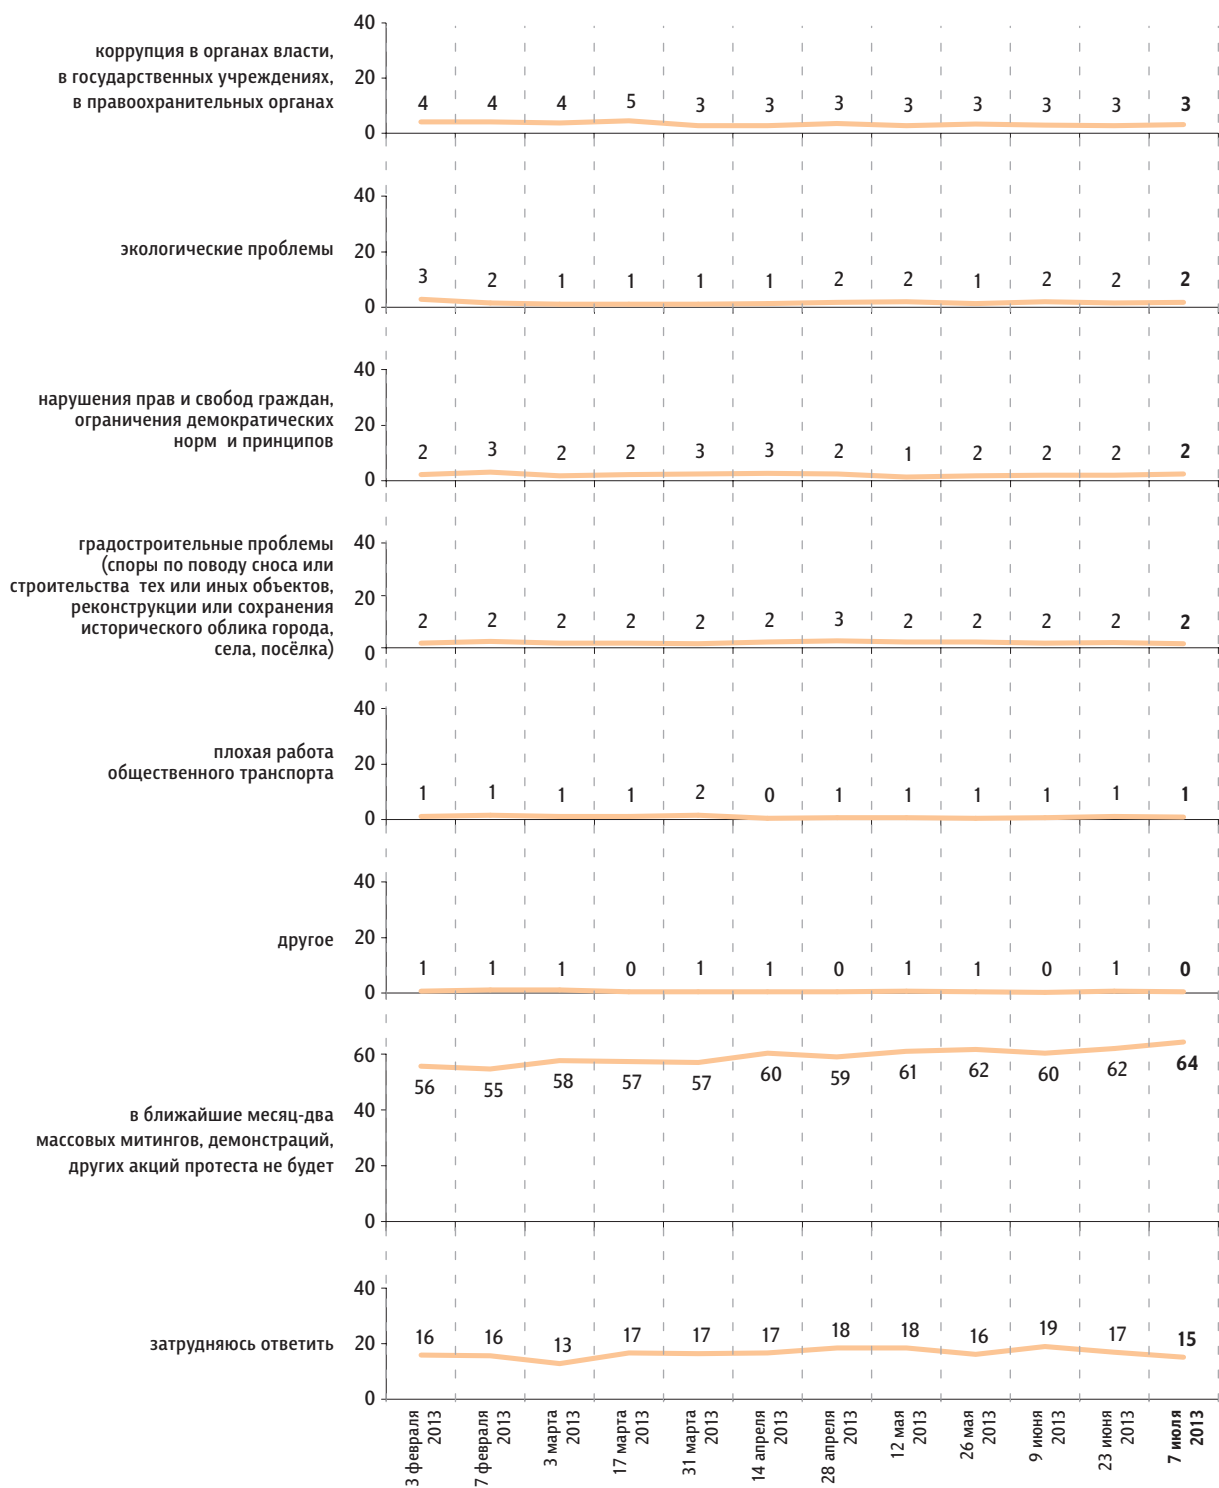 40
коррупция в органах власти,
в государственных учреждениях,
20
в правоохранительных органах
4 4 4 5 3 3 3 3 3 3 3 3
0
40
экологические проблемы
20
3 2 1 1 1 1 2 2 1 2 2 2
0
40
нарушения прав и свобод граждан,
ограничения демократических
20
норм и принципов
2 3 2 2 3 3 2 1 2 2 2 2
0
градостроительные проблемы
40
(споры по поводу сноса или
строительства тех или иных объектов,
20
реконструкции или сохранения
исторического облика города,
2 2 2 2 2 2 3 2 2 2 2 2
села, посёлка)
0
40
плохая работа
20
общественного транспорта
1 1 1 1 2 0 1 1 1 1 1 1
0
40
другое
20
1 1 1 0 1 1 0 1 1 0 1 0
0
60
56 55 58 57 57 60 59 61 62 60 62 64
40
в ближайшие месяц-два
массовых митингов, демонстраций,
других акций протеста не будет
20
0
40
затрудняюсь ответить
20
16 16 13 17 17 17 18 18 16 19 17 15
0
3 февраля
2013
7 февраля
2013
3 марта
2013
17 марта
2013
31 марта
2013
14 апреля
2013
28 апреля
2013
12 мая
2013
26 мая
2013
9 июня
2013
23 июня
2013
7 июля
2013